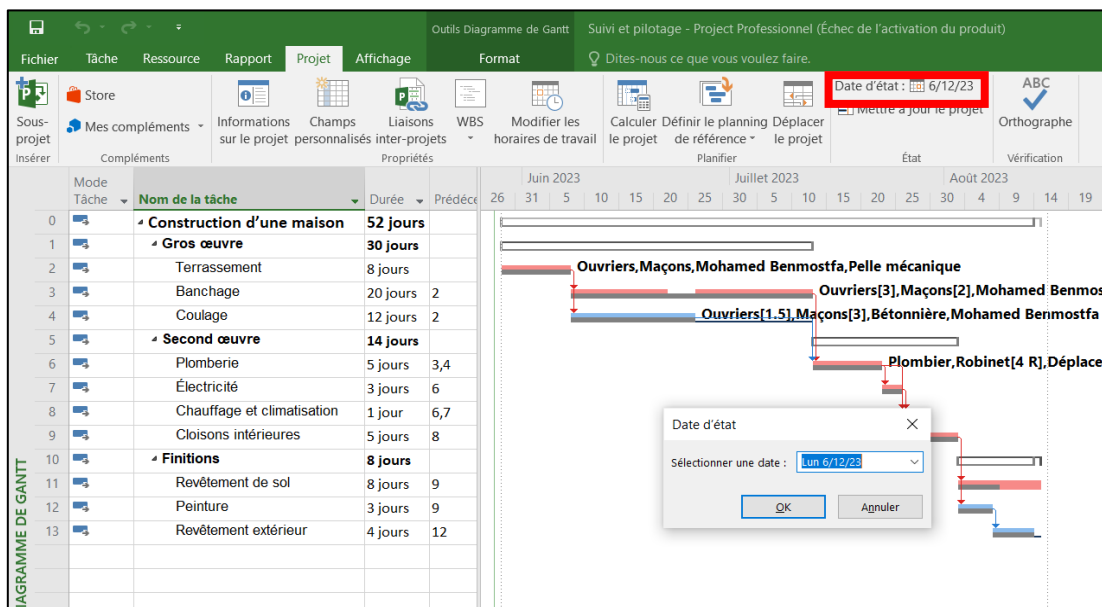 Outils Diagramme de Gantt Suivi et pilotage - Project Professionnel (Échec de l'activation du produit)
Fichier Tâche Ressource Rapport Projet Affichage Format Dites-nous ce que vous voulez faire.
Store
Mes compléments
Sous-projet
Informations sur le projet
Champs personnalisés
Liaisons inter-projets
WBS
Modifier les horaires de travail
Calculer le projet
Définir le planning de référence
Déplacer le projet
Date d'état : 6/12/23
Mettre à jour le projet
ABC
Orthographe
Insérer Compléments Propriétés Planifier État Vérification
Mode Tâche Nom de la tâche Durée Prédéce
Juin 2023 Juillet 2023 Août 2023
26 31 5 10 15 20 25 30 5 10 15 20 25 30 4 9 14 19
0 Construction d'une maison 52 jours
1 Gros œuvre 30 jours
2 Terrassement 8 jours Ouvriers,Maçons,Mohamed Benmostfa,Pelle mécanique
3 Banchage 20 jours 2 Ouvriers[3],Maçons[2],Mohamed Benmos
4 Coulage 12 jours 2 Ouvriers[1.5],Maçons[3],Bétonnière,Mohamed Benmostfa
5 Second œuvre 14 jours
6 Plomberie 5 jours 3,4 Plombier,Robinet[4 R],Déplace
7 Électricité 3 jours 6
8 Chauffage et climatisation 1 jour 6,7
9 Cloisons intérieures 5 jours 8
10 Finitions 8 jours
11 Revêtement de sol 8 jours 9
12 Peinture 3 jours 9
13 Revêtement extérieur 4 jours 12
Date d'état
Sélectionner une date : Lun 6/12/23
OK Annuler
IAGRAMME DE GANTT